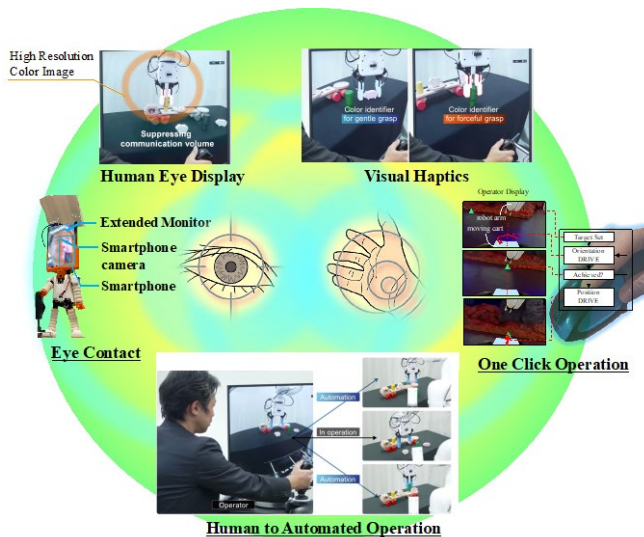 High Resolution
Color Image
Suppressing
communication volume
Human Eye Display
Color identifier
for gentle grasp
Color identifier
for forceful grasp
Visual Haptics
Extended Monitor
Smartphone
camera
Smartphone
Eye Contact
Operator Display
robot arm
moving cart
Target Set
Orientation
DRIVE
Achieved?
Position
DRIVE
One Click Operation
Automation
In operation
Automation
Operator
Human to Automated Operation